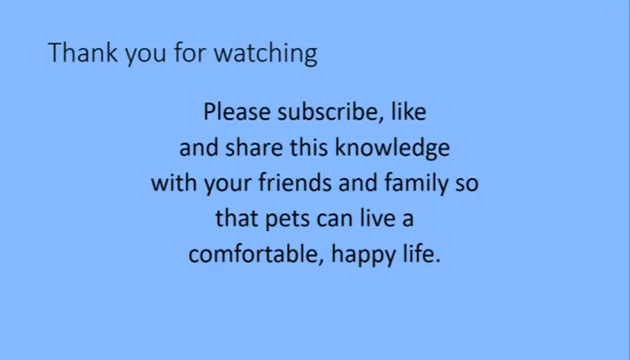 Thank you for watching
Please subscribe, like
and share this knowledge
with your friends and family so
that pets can live a
comfortable, happy life.